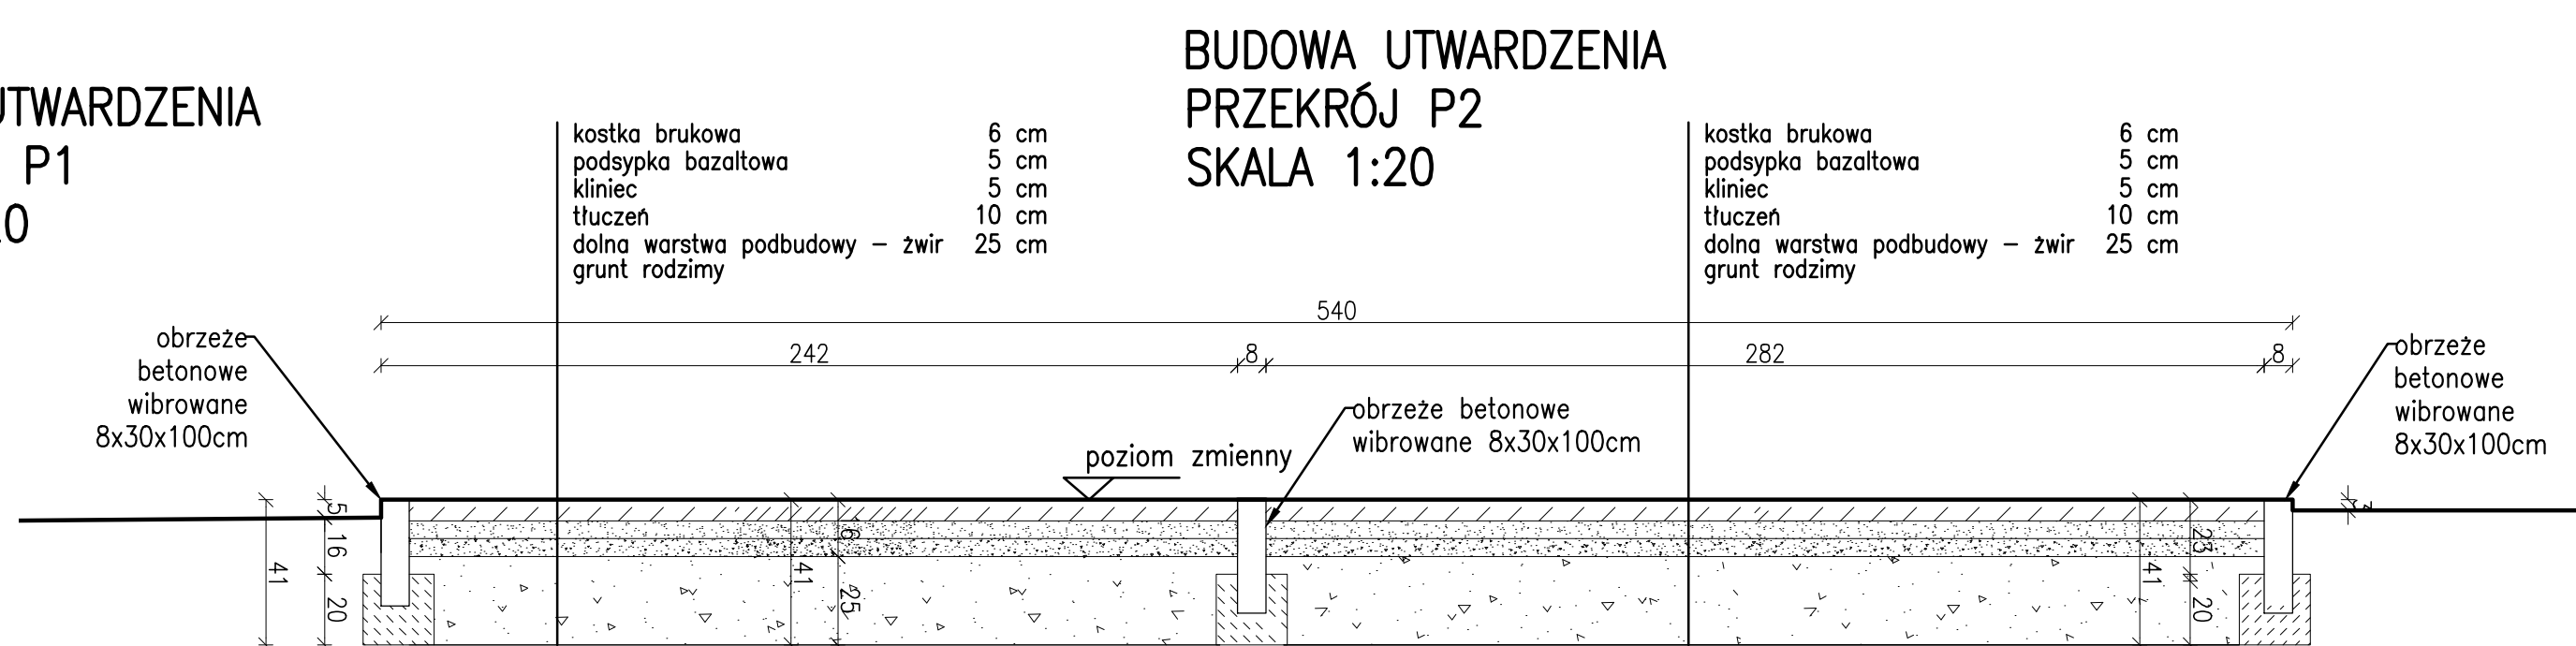 UTWARDZENIA
P1
0
BUDOWA UTWARDZENIA
PRZEKRÓJ P2
SKALA 1:20
kostka brukowa 6 cm
podsypka bazaltowa 5 cm
kliniec 5 cm
tłuczeń 10 cm
dolna warstwa podbudowy – żwir 25 cm
grunt rodzimy
kostka brukowa 6 cm
podsypka bazaltowa 5 cm
kliniec 5 cm
tłuczeń 10 cm
dolna warstwa podbudowy – żwir 25 cm
grunt rodzimy
540
242 8 282 8
obrzeże
betonowe
wibrowane
8x30x100cm
poziom zmienny
obrzeże betonowe
wibrowane 8x30x100cm
obrzeże
betonowe
wibrowane
8x30x100cm
5
16
20
41
41
25
41
23
20